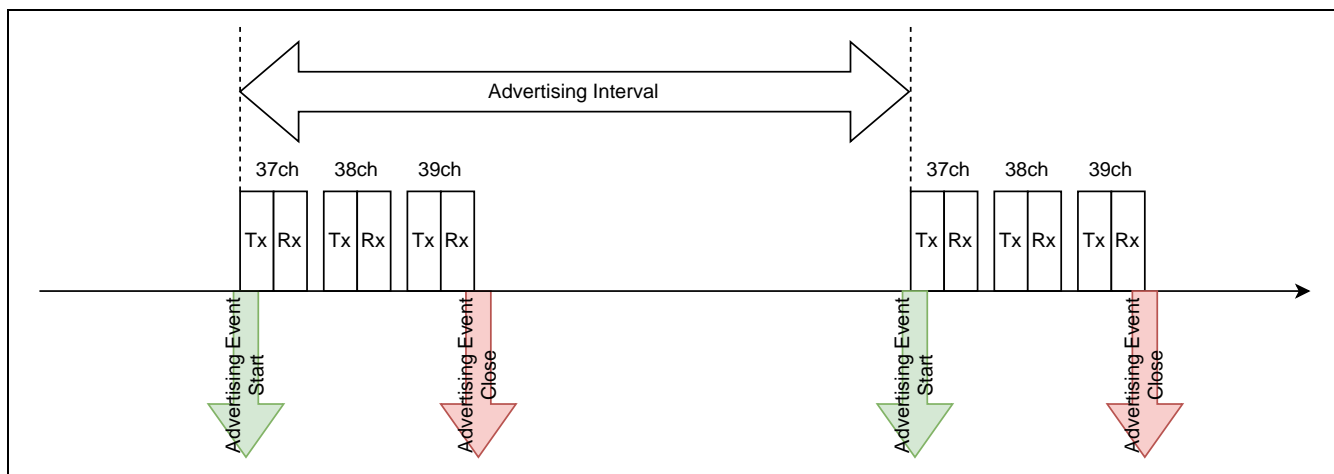 Advertising Interval
37ch 38ch 39ch
37ch 38ch 39ch
Tx Rx Tx Rx Tx Rx
Tx Rx Tx Rx Tx Rx
Advertising Event
Start
Advertising Event
Close
Advertising Event
Start
Advertising Event
Close